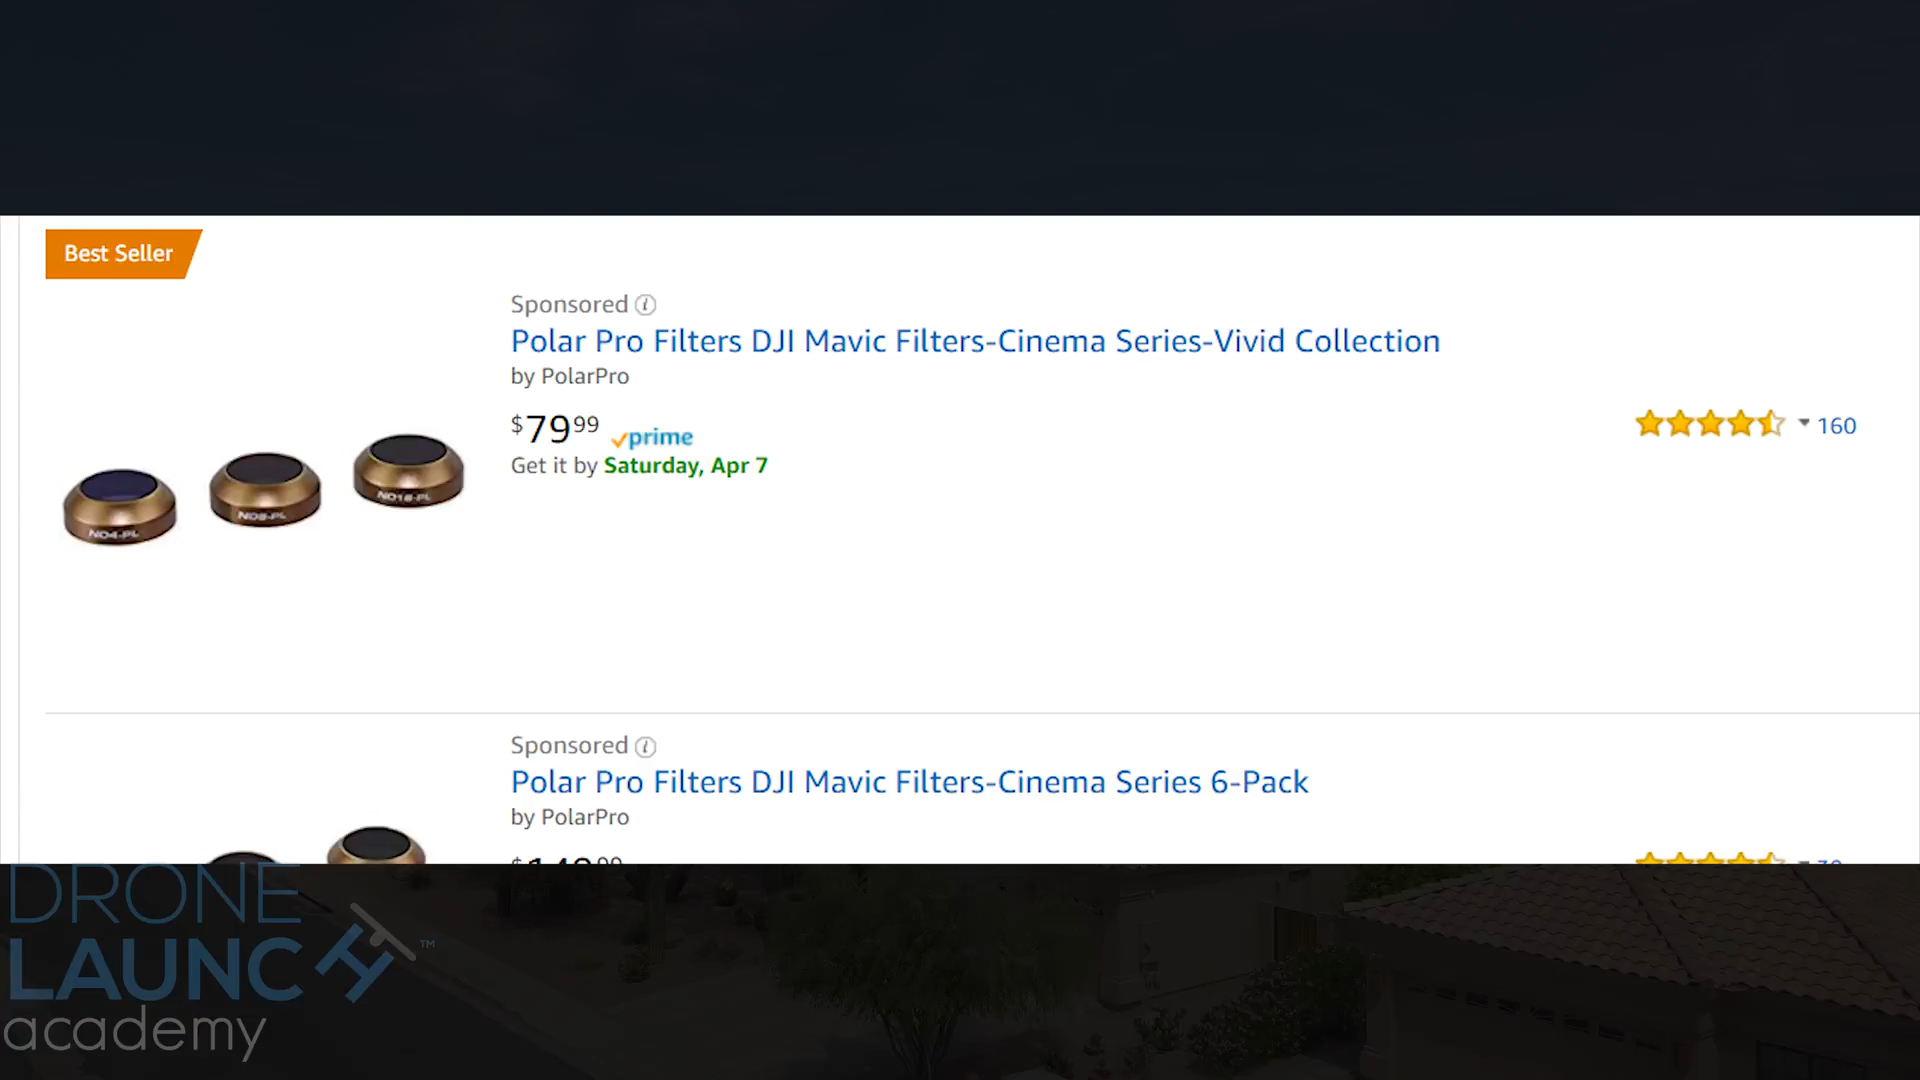 Best Seller
Sponsored
Polar Pro Filters DJI Mavic Filters-Cinema Series-Vivid Collection
by PolarPro
$79.99 prime
160
Get it by Saturday, Apr 7
ND4-PL
ND8-PL
ND16-PL
Sponsored
Polar Pro Filters DJI Mavic Filters-Cinema Series 6-Pack
by PolarPro
DRONE
LAUNCH™
academy